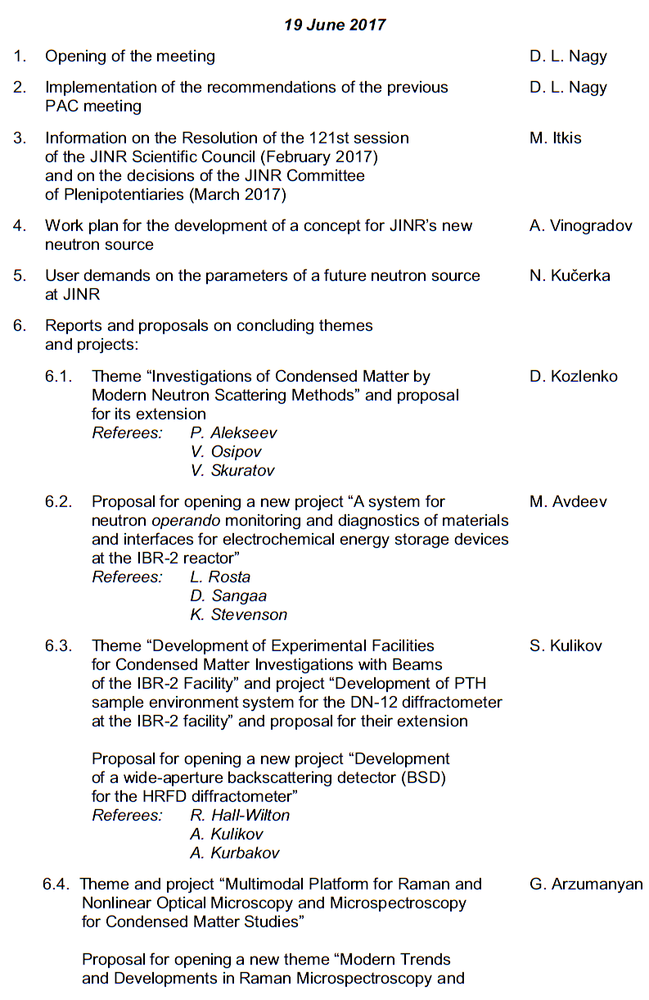 19 June 2017
1. Opening of the meeting D. L. Nagy
2. Implementation of the recommendations of the previous D. L. Nagy
PAC meeting
3. Information on the Resolution of the 121st session M. Itkis
of the JINR Scientific Council (February 2017)
and on the decisions of the JINR Committee
of Plenipotentiaries (March 2017)
4. Work plan for the development of a concept for JINR’s new A. Vinogradov
neutron source
5. User demands on the parameters of a future neutron source N. Kučerka
at JINR
6. Reports and proposals on concluding themes
and projects:
6.1. Theme “Investigations of Condensed Matter by D. Kozlenko
Modern Neutron Scattering Methods” and proposal
for its extension
Referees: P. Alekseev
V. Osipov
V. Skuratov
6.2. Proposal for opening a new project “A system for M. Avdeev
neutron operando monitoring and diagnostics of materials
and interfaces for electrochemical energy storage devices
at the IBR-2 reactor”
Referees: L. Rosta
D. Sangaa
K. Stevenson
6.3. Theme “Development of Experimental Facilities S. Kulikov
for Condensed Matter Investigations with Beams
of the IBR-2 Facility” and project “Development of PTH
sample environment system for the DN-12 diffractometer
at the IBR-2 facility” and proposal for their extension
Proposal for opening a new project “Development
of a wide-aperture backscattering detector (BSD)
for the HRFD diffractometer”
Referees: R. Hall-Wilton
A. Kulikov
A. Kurbakov
6.4. Theme and project “Multimodal Platform for Raman and G. Arzumanyan
Nonlinear Optical Microscopy and Microspectroscopy
for Condensed Matter Studies”
Proposal for opening a new theme “Modern Trends
and Developments in Raman Microspectroscopy and